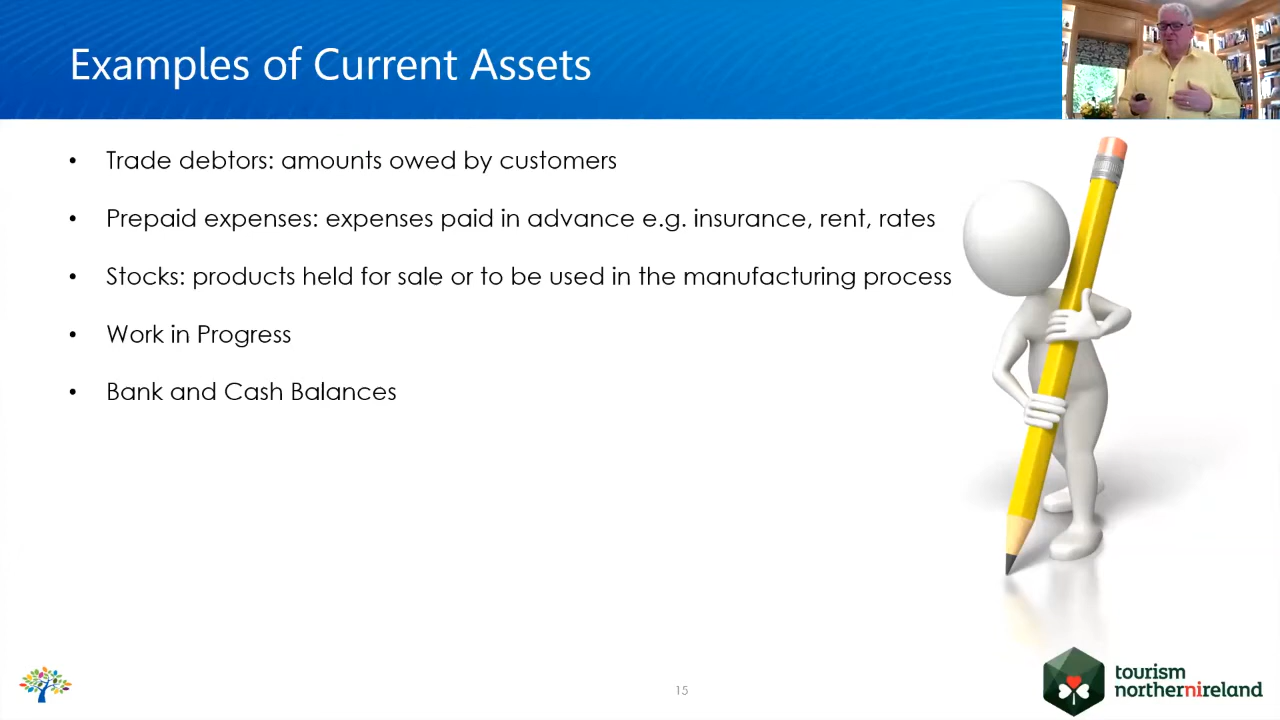 Examples of Current Assets
• Trade debtors: amounts owed by customers
• Prepaid expenses: expenses paid in advance e.g. insurance, rent, rates
• Stocks: products held for sale or to be used in the manufacturing process
• Work in Progress
• Bank and Cash Balances
15
tourism
northernireland